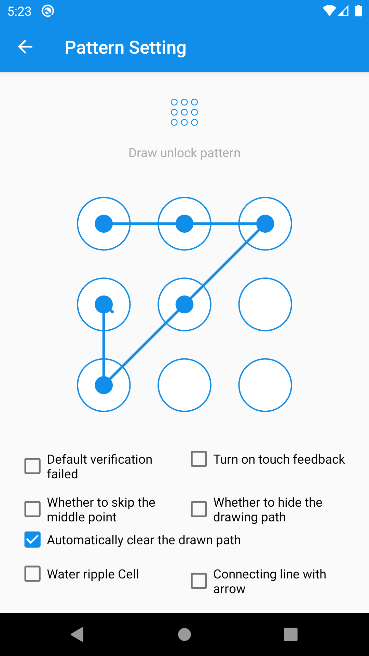 5:23
Pattern Setting
Draw unlock pattern
Default verification
failed
Turn on touch feedback
Whether to skip the
middle point
Whether to hide the
drawing path
Automatically clear the drawn path
Water ripple Cell
Connecting line with
arrow